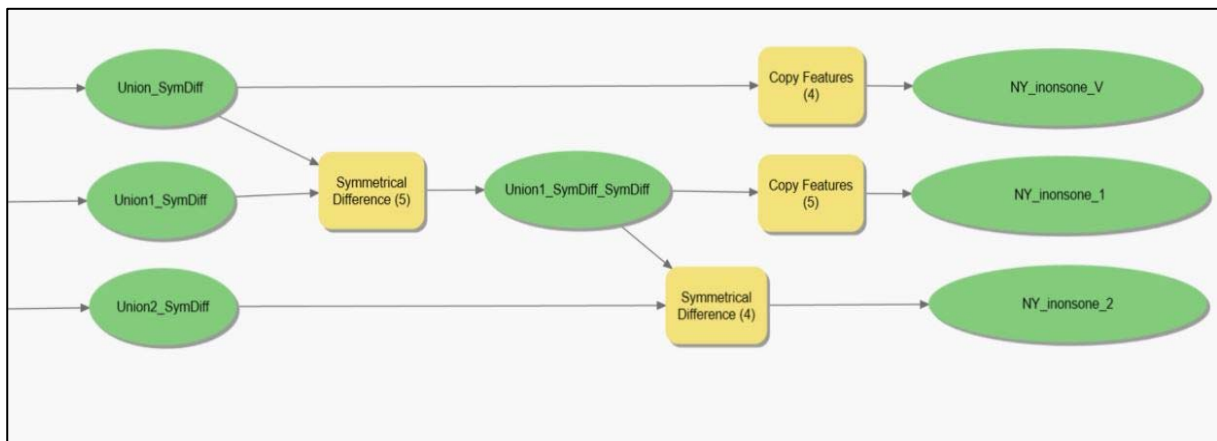 Union_SymDiff
Copy Features
(4)
NY_inonsone_V
Union1_SymDiff
Symmetrical
Difference (5)
Union1_SymDiff_SymDiff
Copy Features
(5)
NY_inonsone_1
Union2_SymDiff
Symmetrical
Difference (4)
NY_inonsone_2